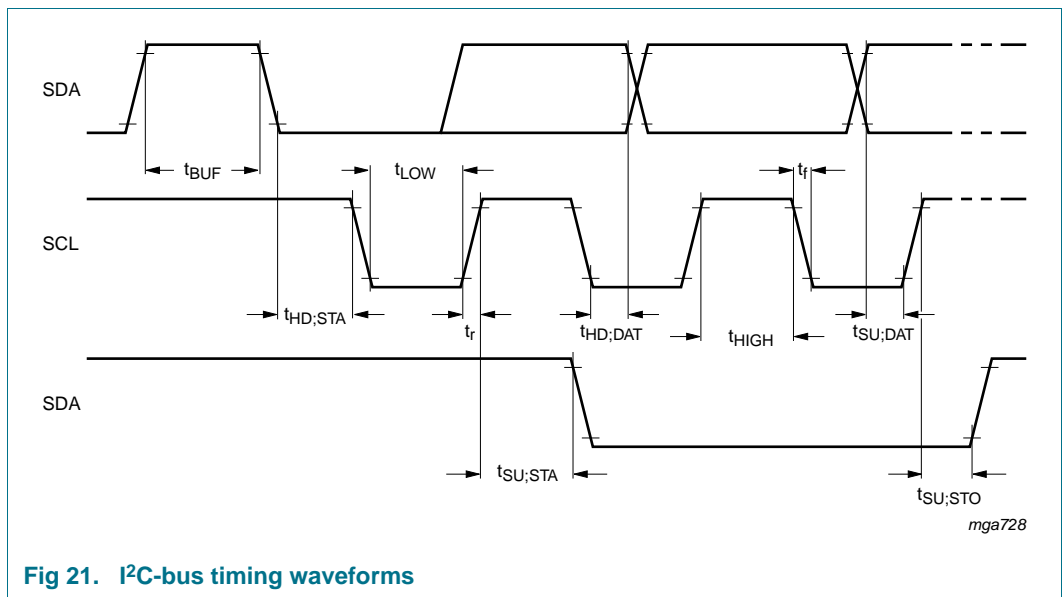 SDA
tBUF
tLOW
tf
SCL
tHD;STA
tr
tHD;DAT
tHIGH
tSU;DAT
SDA
tSU;STA
tSU;STO
mga728
Fig 21. I²C-bus timing waveforms